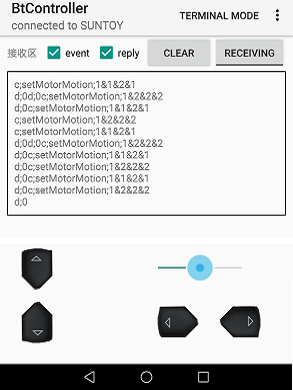 BtController
connected to SUNTOY
TERMINAL MODE
接收区
event
reply
CLEAR
RECEIVING
c;setMotorMotion;1&1&2&1
d;0d;0c;setMotorMotion;1&2&2&2
d;0c;setMotorMotion;1&1&2&1
c;setMotorMotion;1&2&2&2
c;setMotorMotion;1&1&2&1
d;0d;0c;setMotorMotion;1&2&2&2
d;0c;setMotorMotion;1&1&2&1
d;0c;setMotorMotion;1&2&2&2
d;0c;setMotorMotion;1&1&2&1
d;0c;setMotorMotion;1&2&2&2
d;0